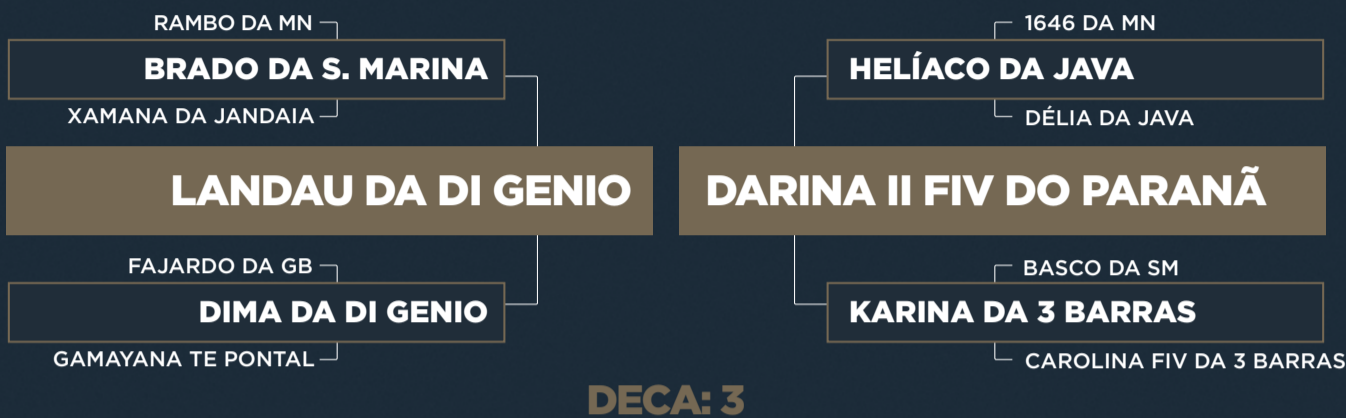 RAMBO DA MN
BRADO DA S. MARINA
XAMANA DA JANDAIA
LANDAU DA DI GENIO
FAJARDO DA GB
DIMA DA DI GENIO
GAMAYANA TE PONTAL
1646 DA MN
HELÍACO DA JAVA
DÉLIA DA JAVA
DARINA II FIV DO PARANÃ
BASCO DA SM
KARINA DA 3 BARRAS
CAROLINA FIV DA 3 BARRAS
DECA: 3